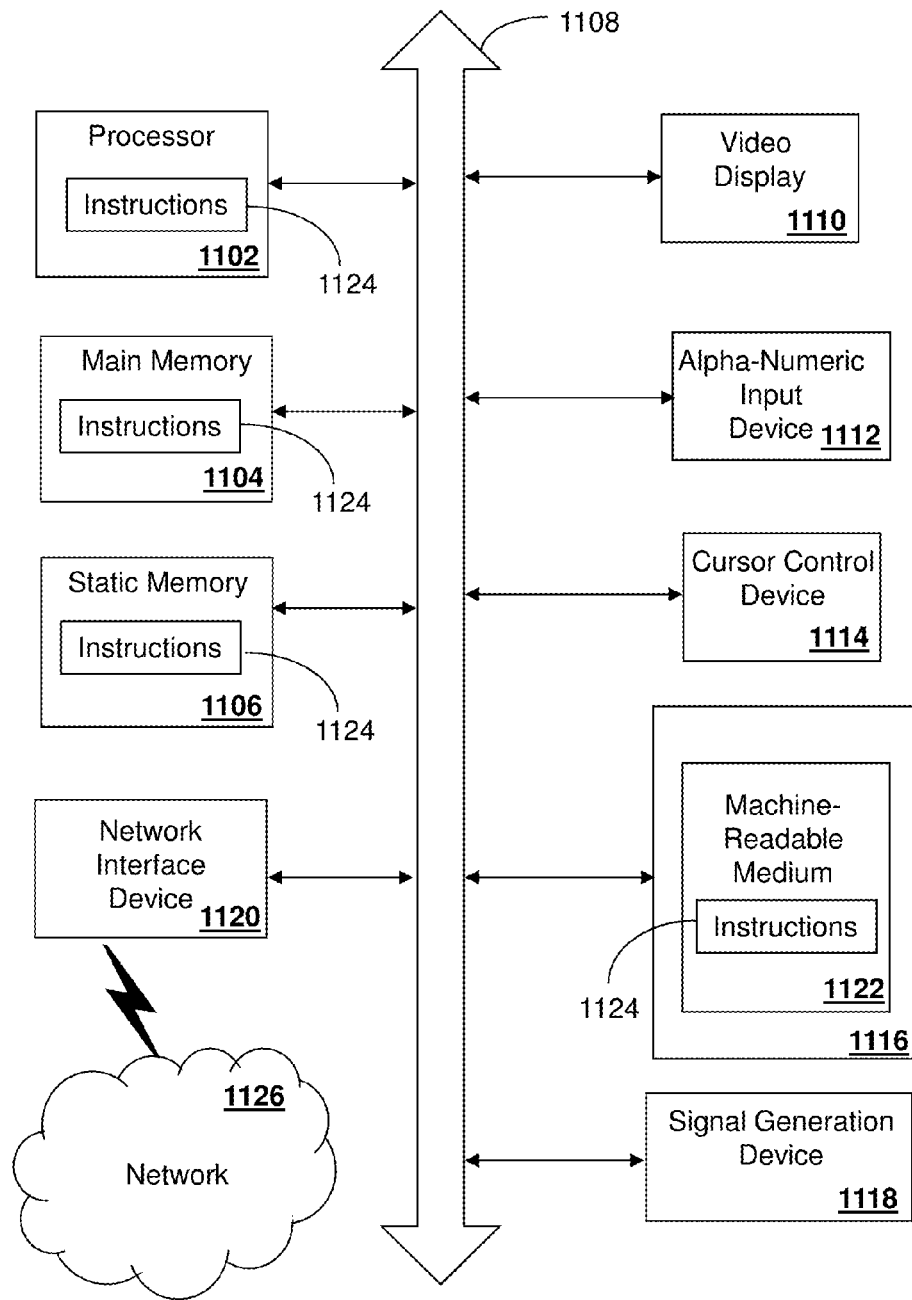 1108
Processor
Instructions
1102
1124
Main Memory
Instructions
1104
1124
Static Memory
Instructions
1106
1124
Network
Interface
Device
1120
1126
Network
Video
Display
1110
Alpha-Numeric
Input
Device
1112
Cursor Control
Device
1114
Machine-
Readable
Medium
Instructions
1124
1122
1116
Signal Generation
Device
1118